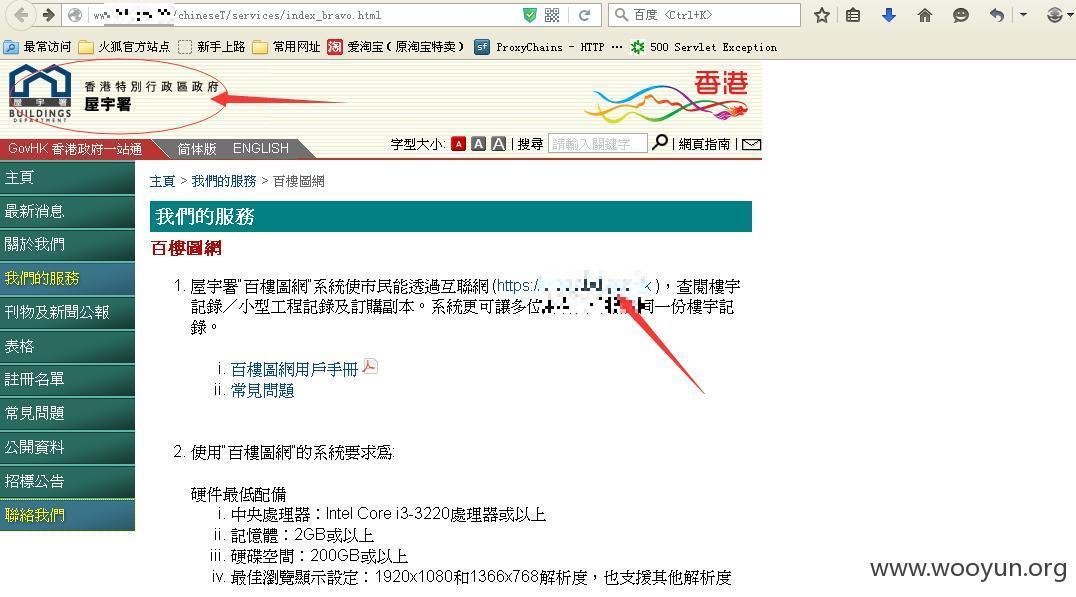 www.
/chineseT/services/index_bravo.html
百度 <Ctrl+K>
最常访问 火狐官方站点 新手上路 常用网址 爱淘宝（原淘宝特卖） ProxyChains - HTTP ... 500 Servlet Exception
香港特別行政區政府
屋宇署
屋宇署
BUILDINGS
DEPARTMENT
香港
GovHK 香港政府一站通 简体版 ENGLISH
字型大小: A A A | 搜尋 請輸入關鍵字 | 網頁指南 |
主頁
最新消息
關於我們
我們的服務
刊物及新聞公報
表格
註冊名單
常見問題
公開資料
招標公告
聯絡我們
主頁 > 我們的服務 > 百樓圖網
我們的服務
百樓圖網
1. 屋宇署"百樓圖網"系統使市民能透過互聯網 (https:/ k )，查閱樓宇
記錄／小型工程記錄及訂購副本。系統更可讓多位 同一份樓宇記
錄。
i. 百樓圖網用戶手冊
ii. 常見問題
2. 使用"百樓圖網"的系統要求為:
硬件最低配備
i. 中央處理器：Intel Core i3-3220處理器或以上
ii. 記憶體：2GB或以上
iii. 硬碟空間：200GB或以上
iv. 最佳瀏覽顯示設定：1920x1080和1366x768解析度，也支援其他解析度
www.wooyun.org